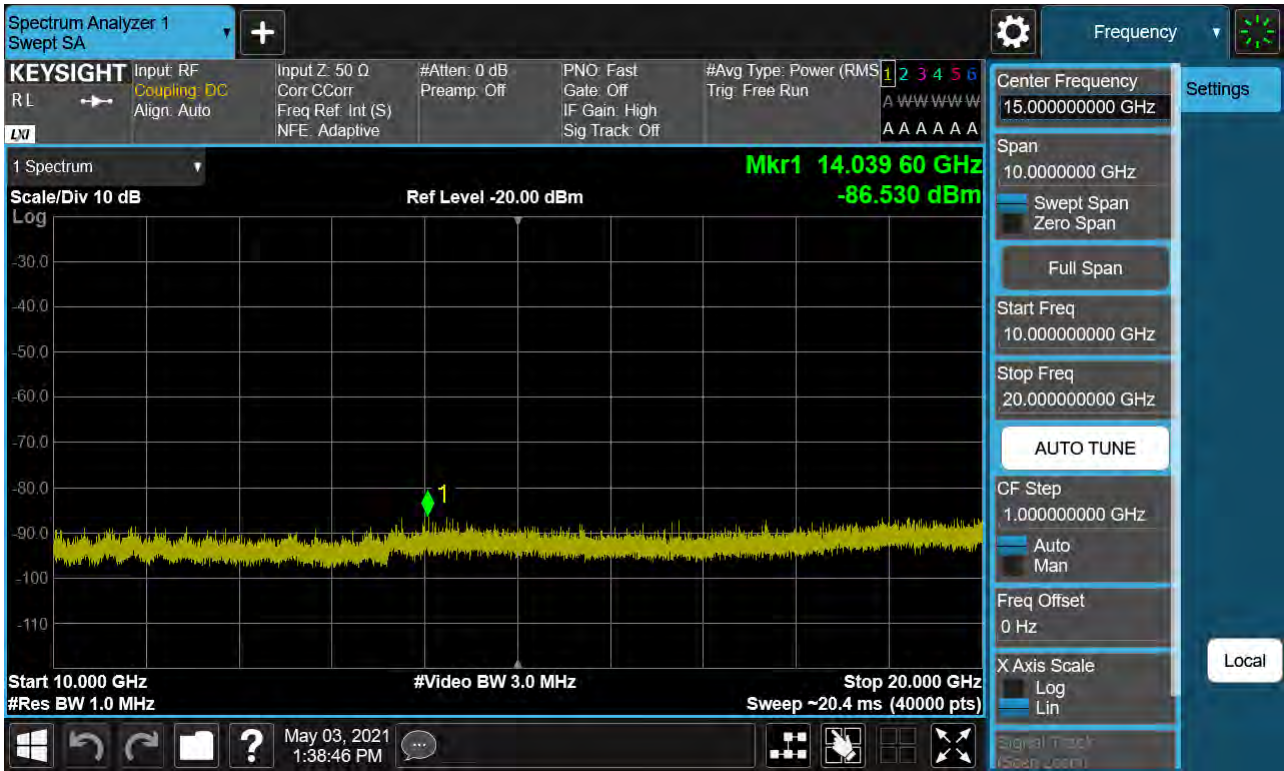 Spectrum Analyzer 1
Swept SA
+
Frequency
KEYSIGHT
RL
LXI
Input: RF
Coupling: DC
Align: Auto
Input Z: 50 Ω
Corr CCorr
Freq Ref: Int (S)
NFE: Adaptive
#Atten: 0 dB
Preamp: Off
PNO: Fast
Gate: Off
IF Gain: High
Sig Track: Off
#Avg Type: Power (RMS
Trig: Free Run
1 2 3 4 5 6
A W W W W W
A A A A A A
1 Spectrum
Mkr1 14.039 60 GHz
-86.530 dBm
Scale/Div 10 dB
Ref Level -20.00 dBm
Log
-30.0
-40.0
-50.0
-60.0
-70.0
-80.0
-90.0
-100
-110
1
Start 10.000 GHz
#Video BW 3.0 MHz
Stop 20.000 GHz
#Res BW 1.0 MHz
Sweep ~20.4 ms (40000 pts)
Center Frequency
15.000000000 GHz
Settings
Span
10.0000000 GHz
Swept Span
Zero Span
Full Span
Start Freq
10.000000000 GHz
Stop Freq
20.000000000 GHz
AUTO TUNE
CF Step
1.000000000 GHz
Auto
Man
Freq Offset
0 Hz
X Axis Scale
Log
Lin
Signal Track
(Span Zoom)
Local
?
May 03, 2021
1:38:46 PM